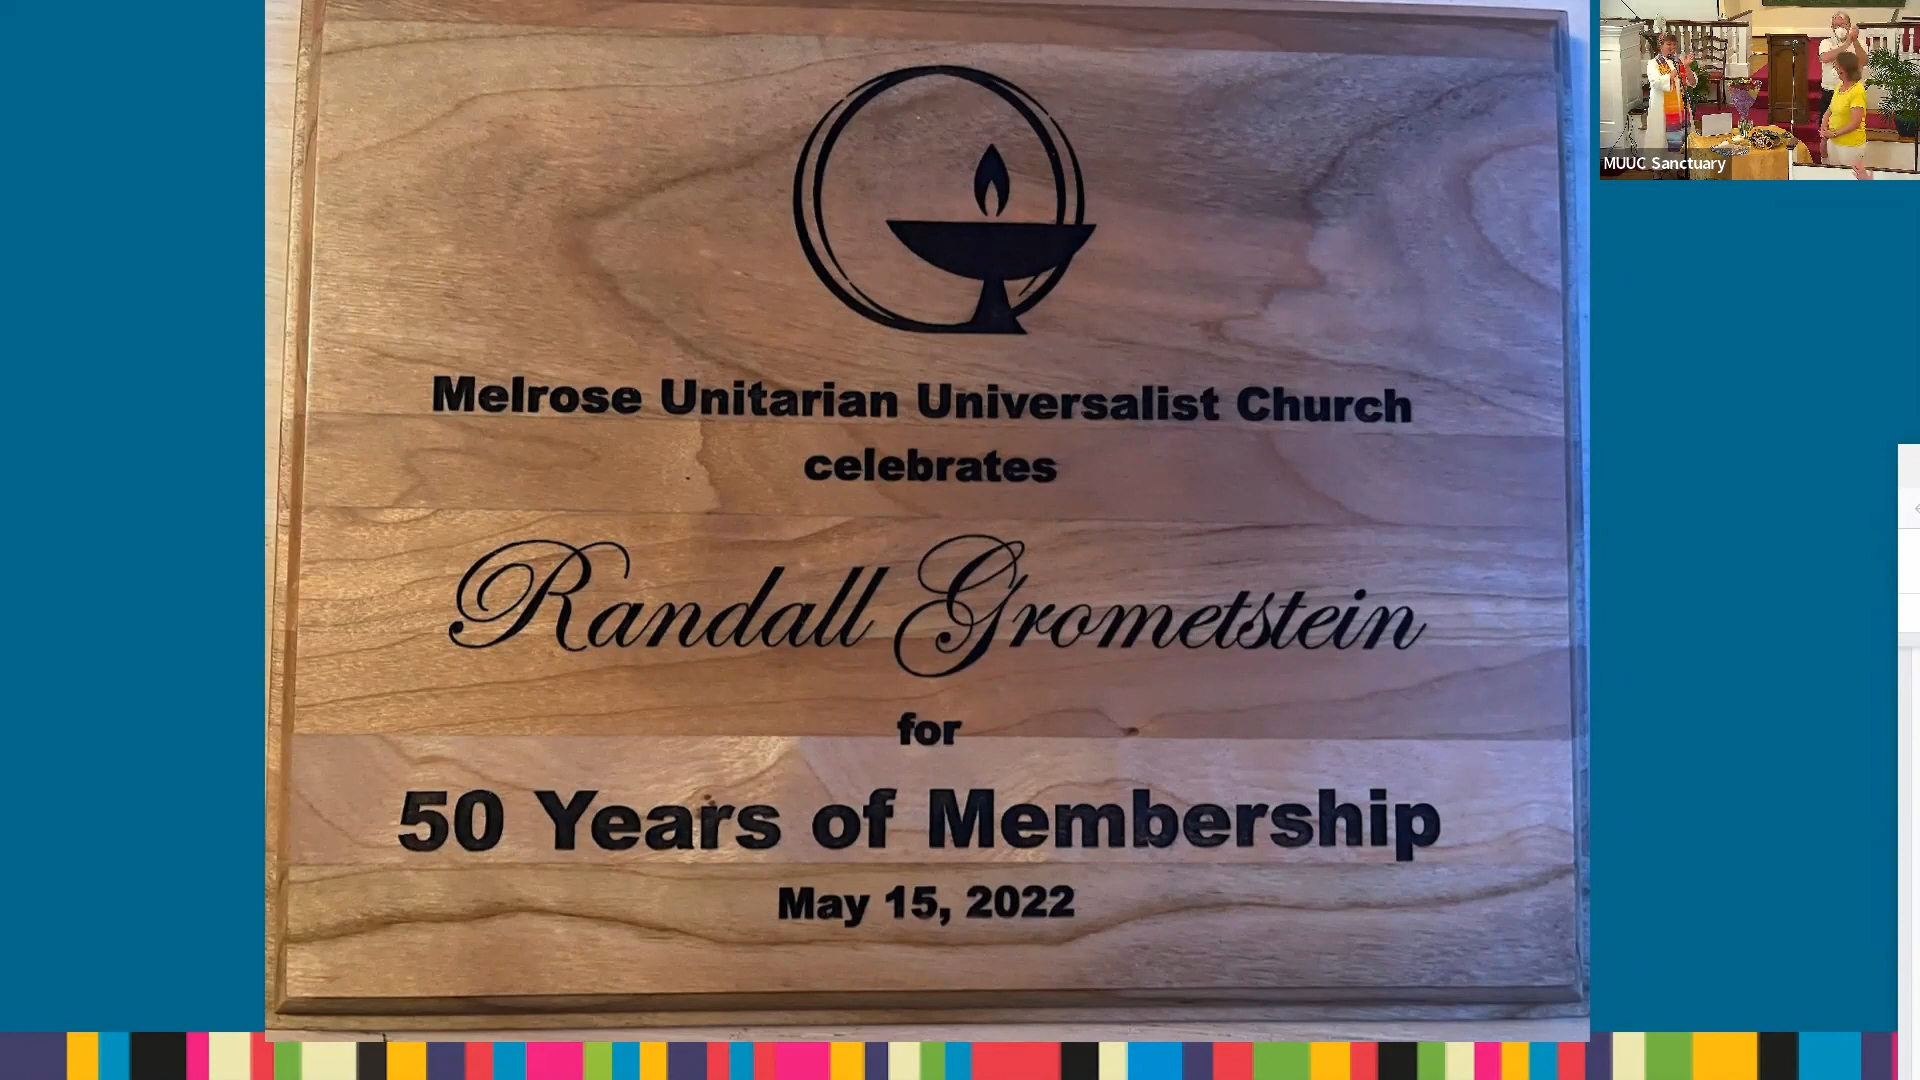 MUUC Sanctuary
Melrose Unitarian Universalist Church
celebrates
Randall Grometstein
for
50 Years of Membership
May 15, 2022